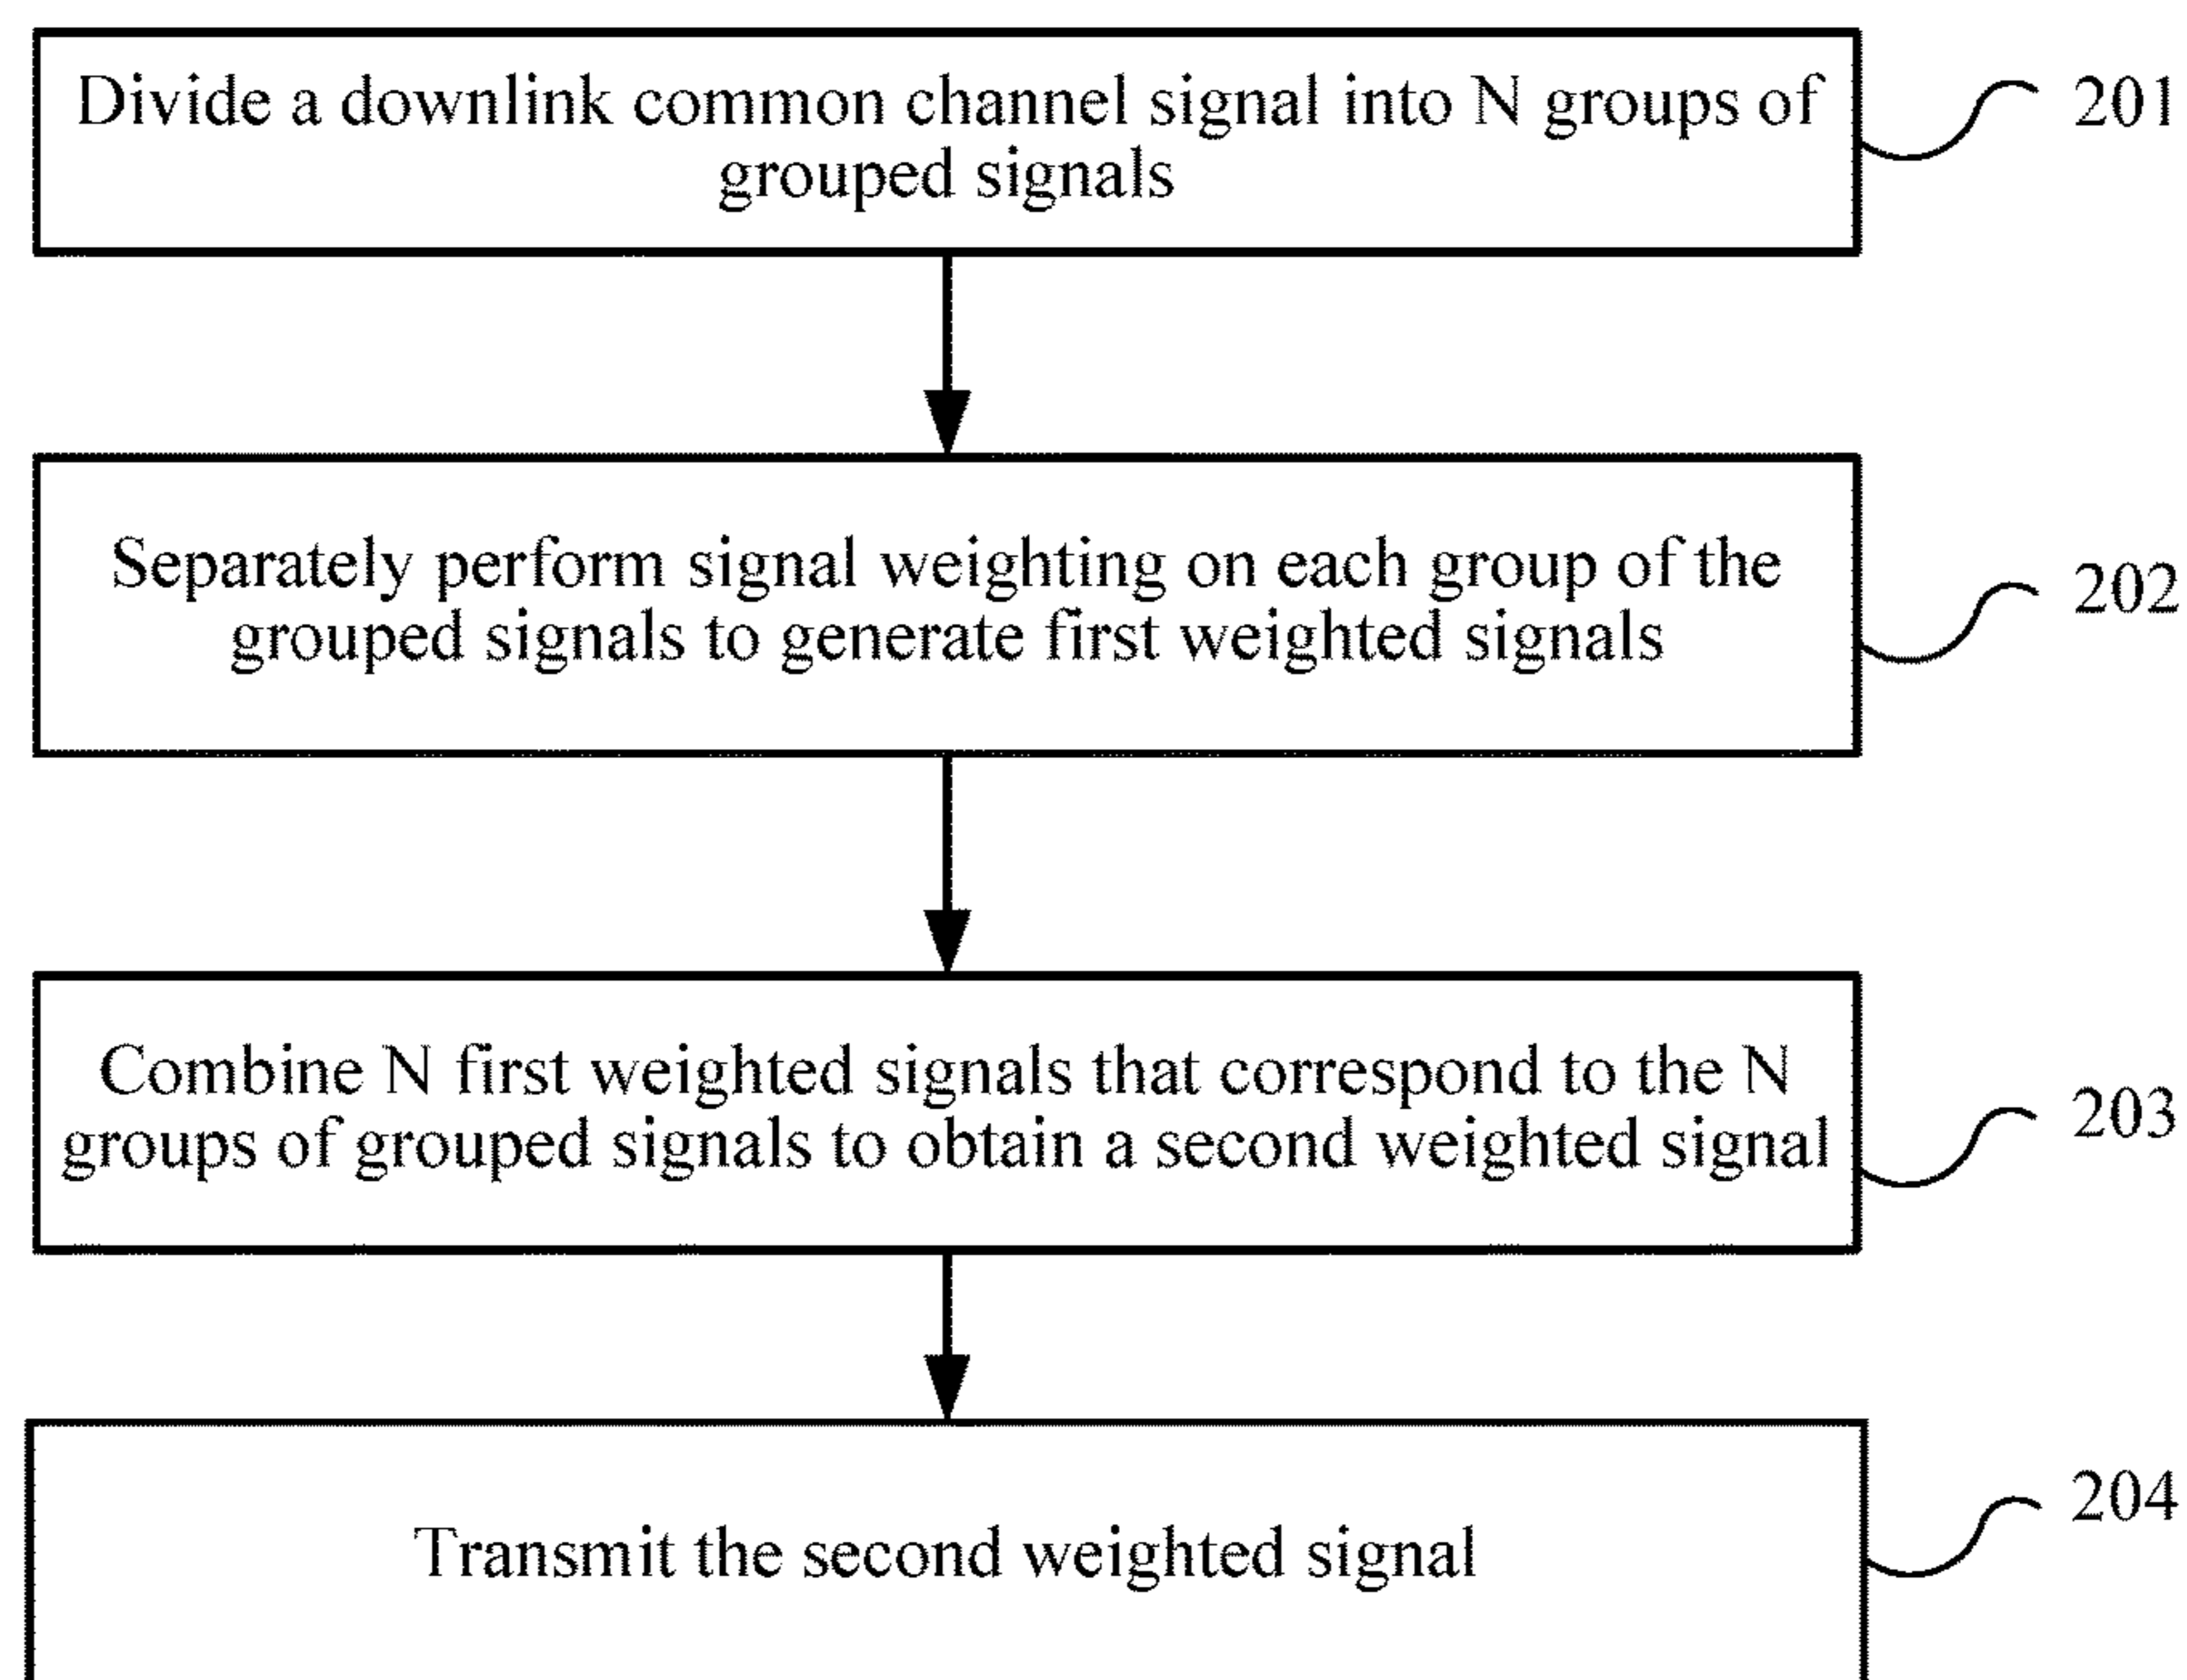 Divide a downlink common channel signal into N groups of
grouped signals
201
Separately perform signal weighting on each group of the
grouped signals to generate first weighted signals
202
Combine N first weighted signals that correspond to the N
groups of grouped signals to obtain a second weighted signal
203
Transmit the second weighted signal
204